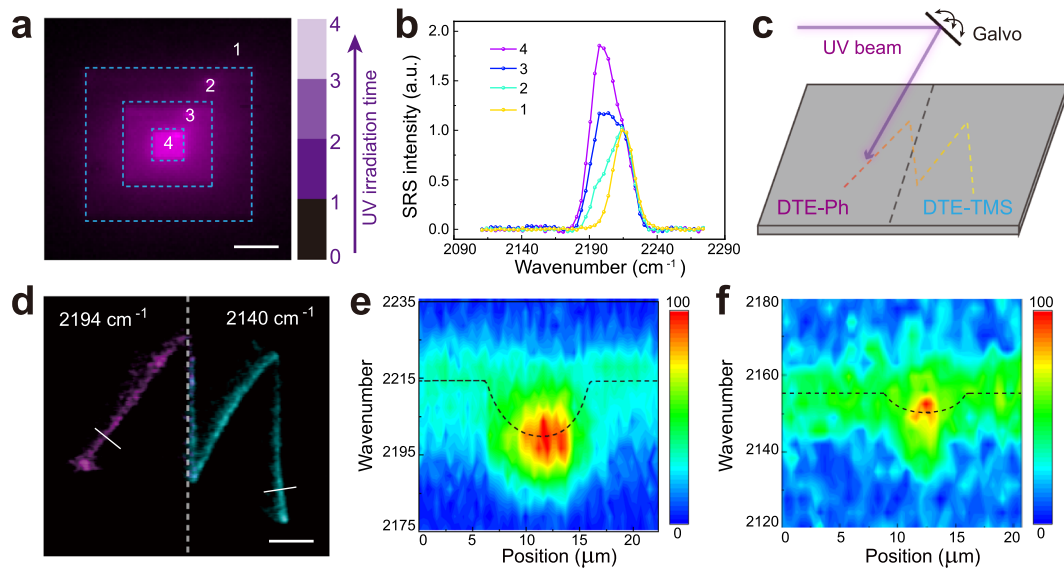 a
1
2
3
4
4
3
2
1
0
UV irradiation time
b
SRS intensity (a.u.)
2.0
1.5
1.0
0.5
0.0
4
3
2
1
2090
2140
2190
2240
2290
Wavenumber (cm⁻¹)
c
UV beam
Galvo
DTE-Ph
DTE-TMS
d
2194 cm⁻¹
2140 cm⁻¹
e
Wavenumber
2235
2215
2195
2175
0
5
10
15
20
Position (μm)
100
0
f
Wavenumber
2180
2160
2140
2120
0
5
10
15
20
Position (μm)
100
0